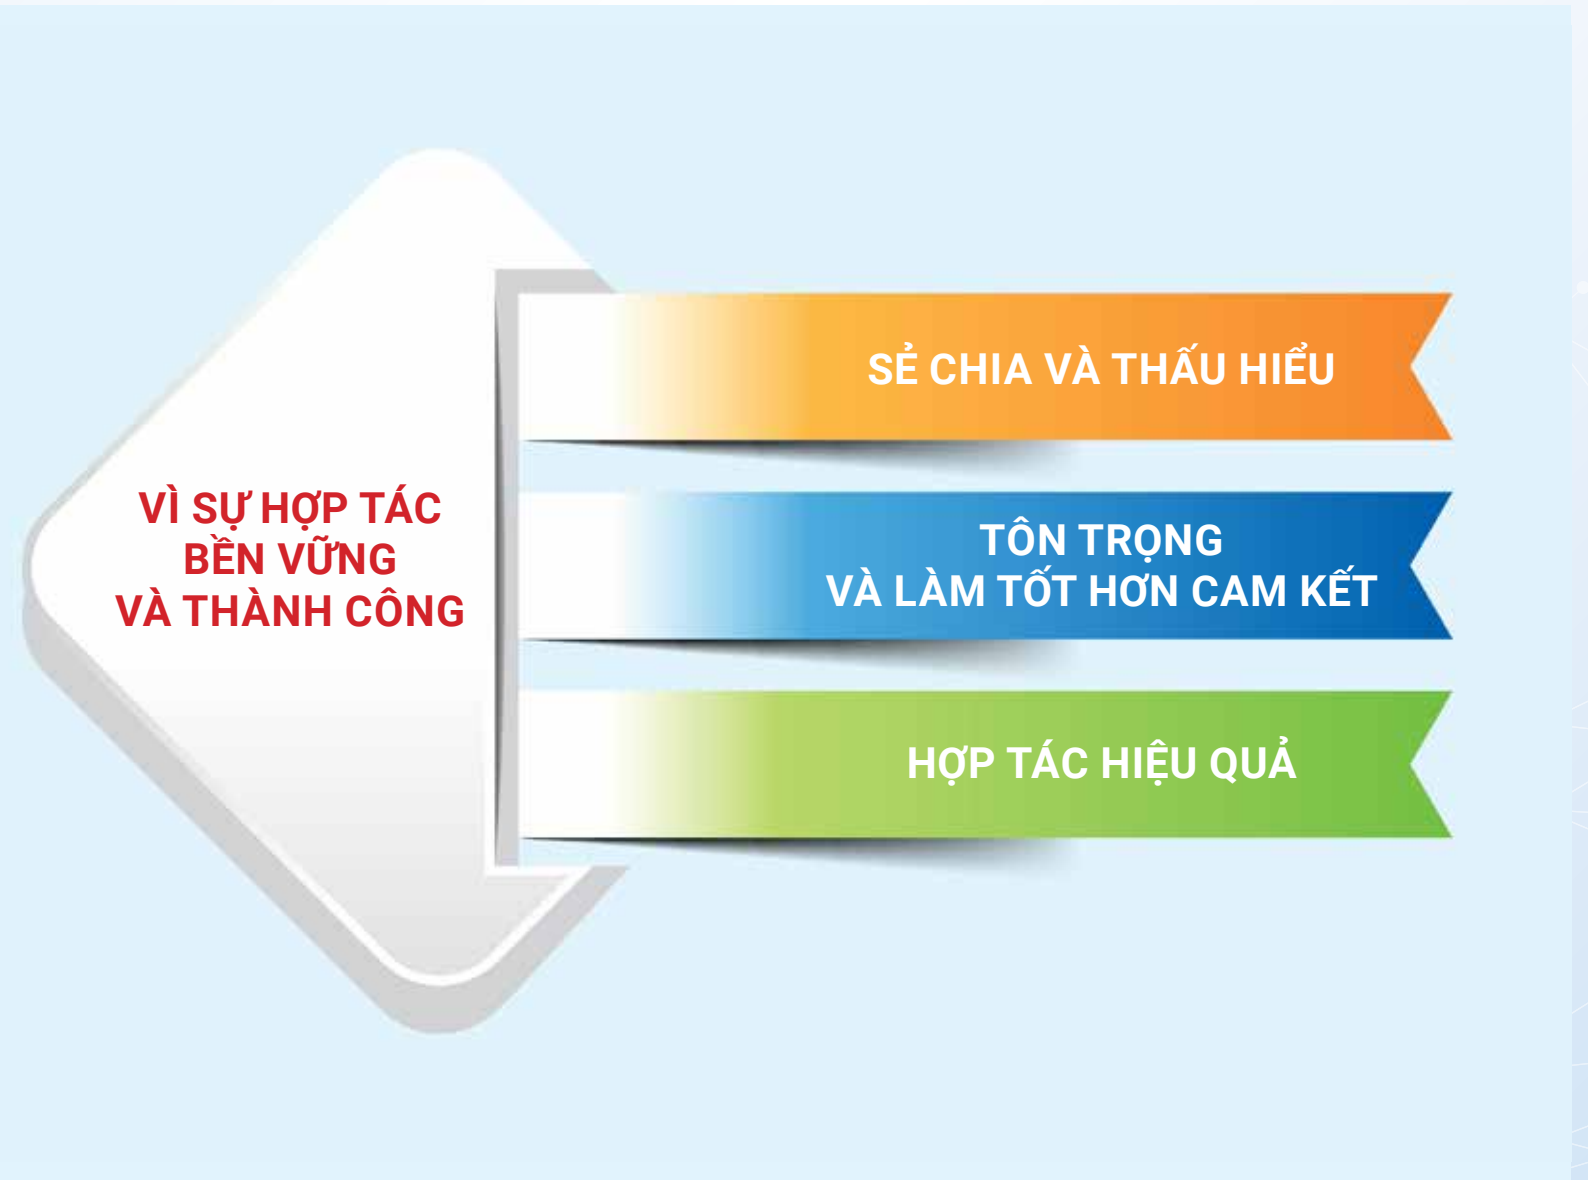 VÌ SỰ HỢP TÁC
BỀN VỮNG
VÀ THÀNH CÔNG
SẺ CHIA VÀ THẤU HIỂU
TÔN TRỌNG
VÀ LÀM TỐT HƠN CAM KẾT
HỢP TÁC HIỆU QUẢ